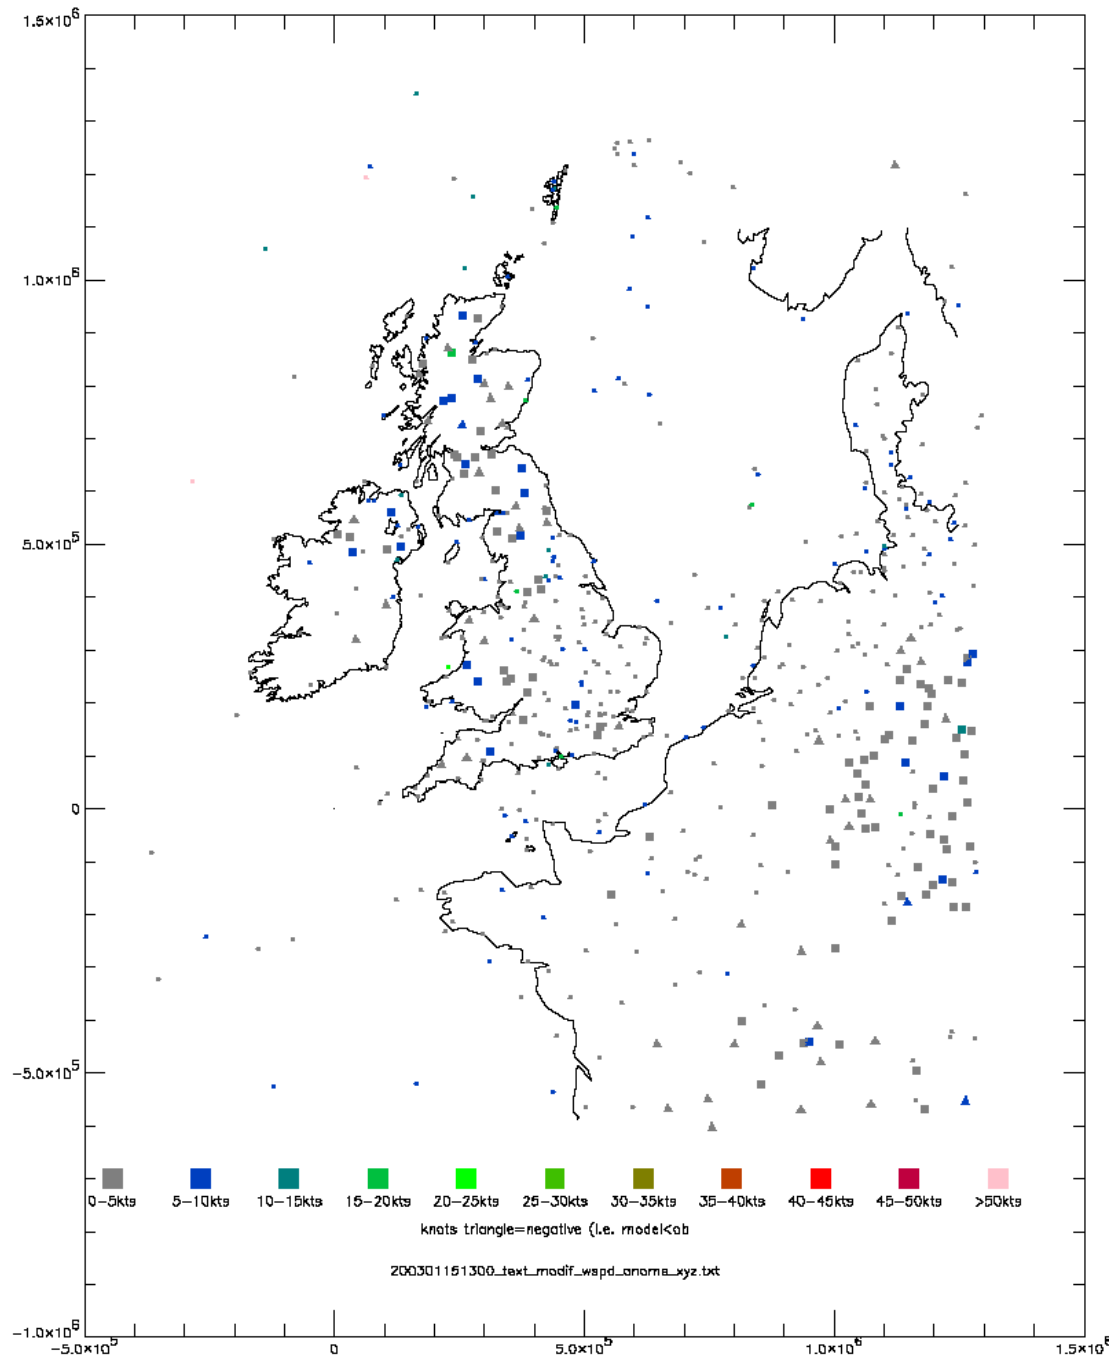 1.5×10⁶
1.0×10⁶
5.0×10⁵
0
-5.0×10⁵
-1.0×10⁶
-5.0×10⁵ 0 5.0×10⁵ 1.0×10⁶ 1.5×10⁶
0-5kts 5-10kts 10-15kts 15-20kts 20-25kts 25-30kts 30-35kts 35-40kts 40-45kts 45-50kts >50kts
knots triangle=negative (i.e. model<ob
200301151300_text_modif_wspd_anoms_xyz.txt